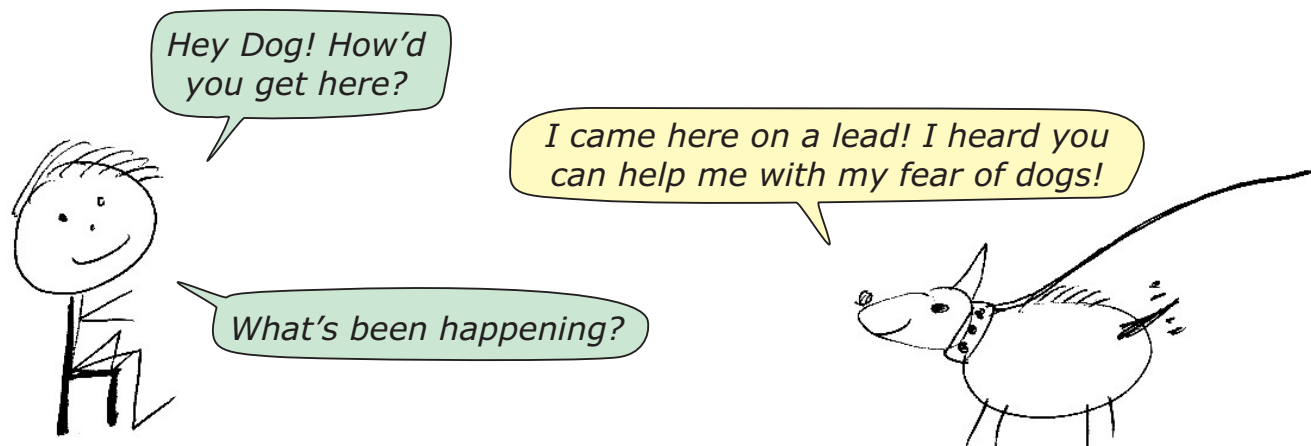 Hey Dog! How’d
you get here?
I came here on a lead! I heard you
can help me with my fear of dogs!
What’s been happening?